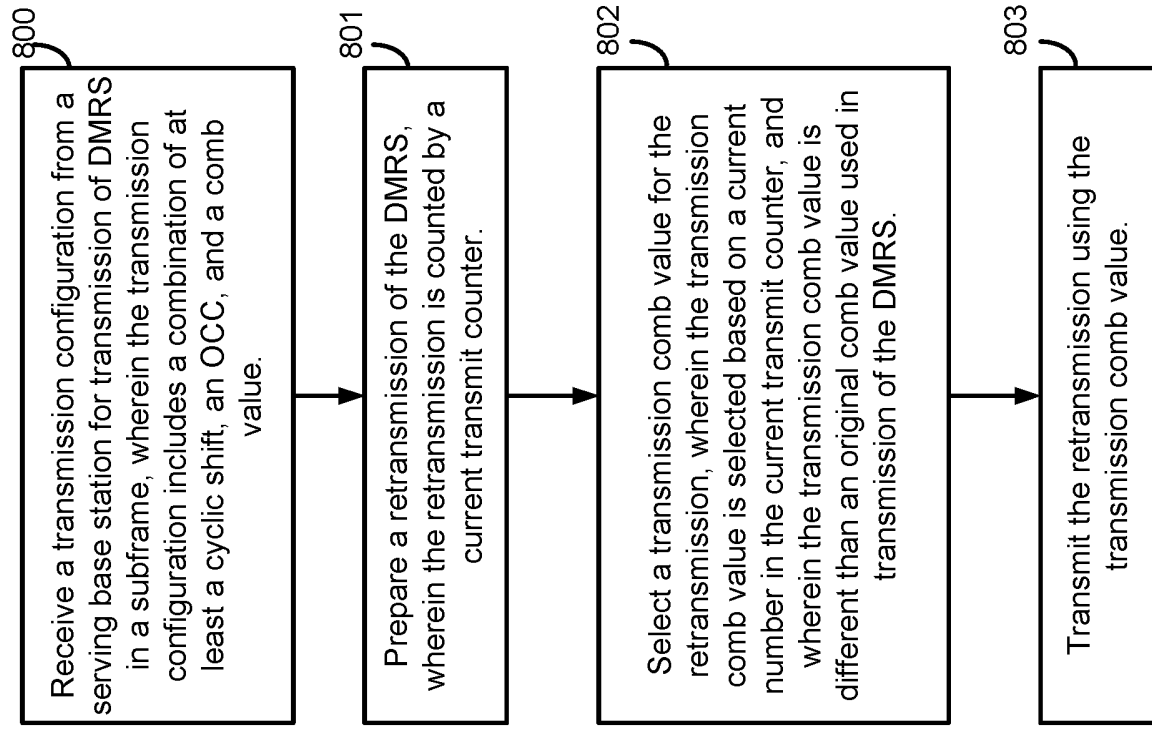 800
Receive a transmission configuration from a
serving base station for transmission of DMRS
in a subframe, wherein the transmission
configuration includes a combination of at
least a cyclic shift, an OCC, and a comb
value.
801
Prepare a retransmission of the DMRS,
wherein the retransmission is counted by a
current transmit counter.
802
Select a transmission comb value for the
retransmission, wherein the transmission
comb value is selected based on a current
number in the current transmit counter, and
wherein the transmission comb value is
different than an original comb value used in
transmission of the DMRS.
803
Transmit the retransmission using the
transmission comb value.